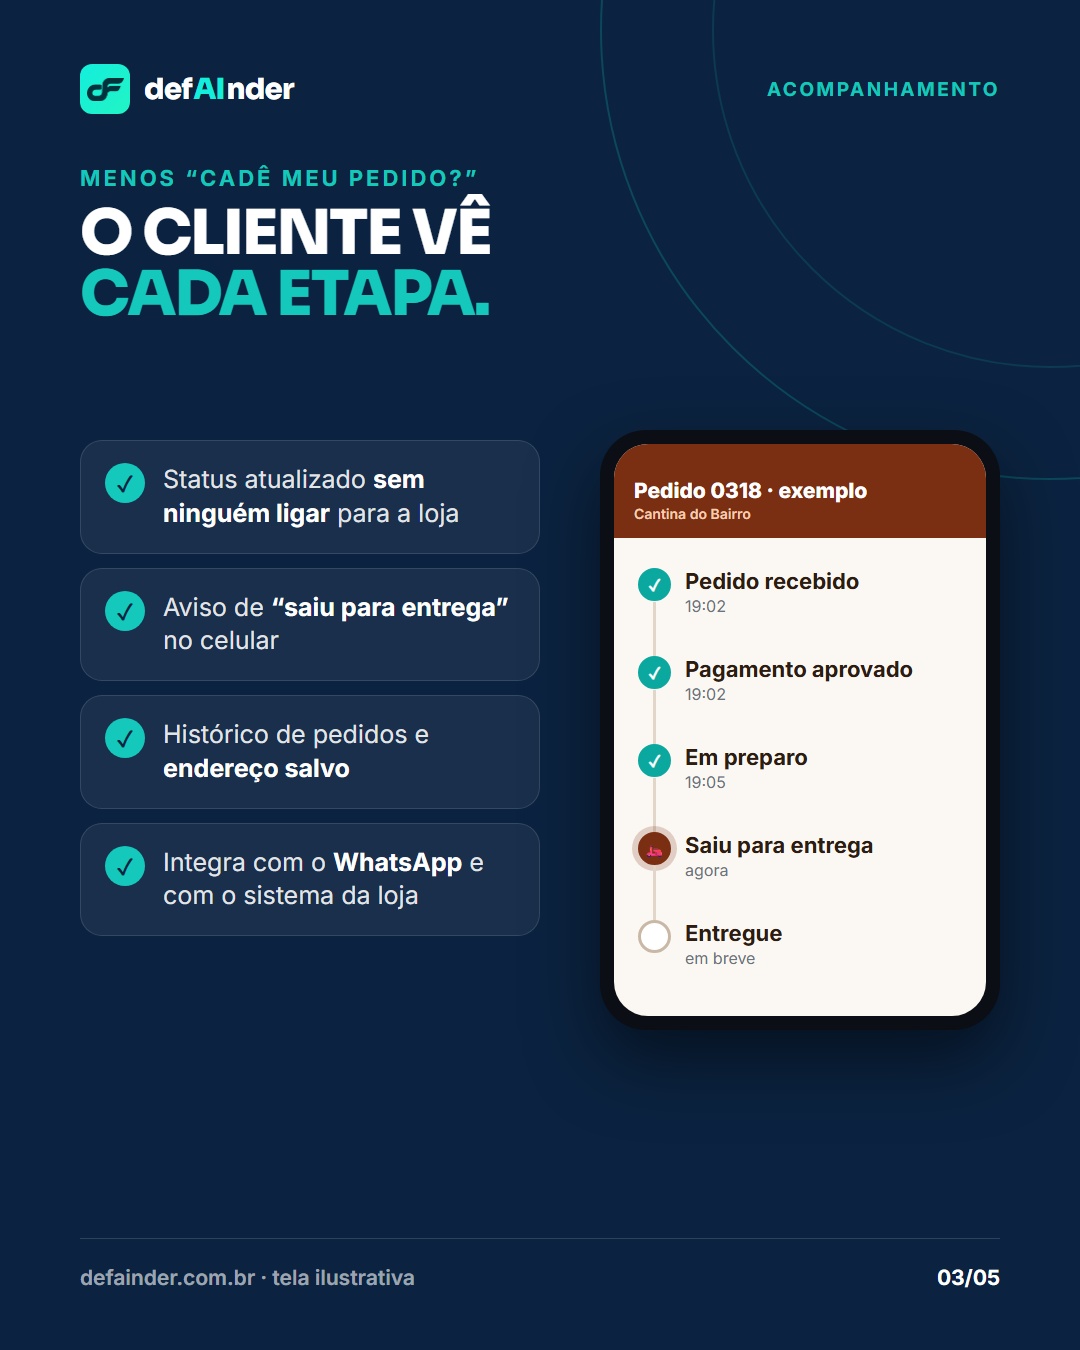 defAInder
ACOMPANHAMENTO
MENOS “CADÊ MEU PEDIDO?”
O CLIENTE VÊ
CADA ETAPA.
Status atualizado sem
ninguém ligar para a loja
Aviso de “saiu para entrega”
no celular
Histórico de pedidos e
endereço salvo
Integra com o WhatsApp e
com o sistema da loja
Pedido 0318 · exemplo
Cantina do Bairro
Pedido recebido
19:02
Pagamento aprovado
19:02
Em preparo
19:05
Saiu para entrega
agora
Entregue
em breve
defainder.com.br · tela ilustrativa
03/05